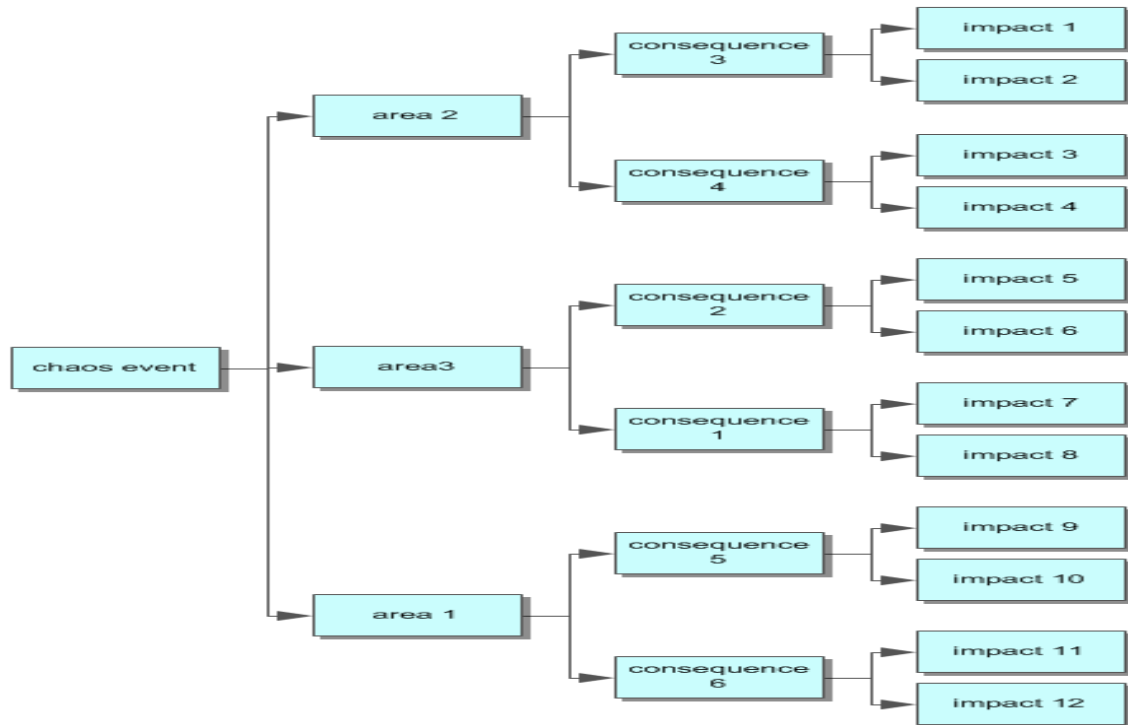 impact 1
consequence
3
impact 2
area 2
impact 3
consequence
4
impact 4
impact 5
consequence
2
impact 6
chaos event
area3
impact 7
consequence
1
impact 8
impact 9
consequence
5
impact 10
area 1
impact 11
consequence
6
impact 12